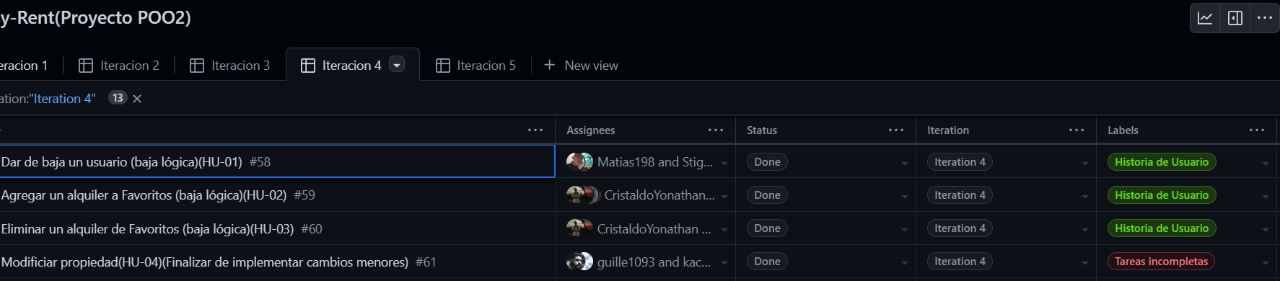 y-Rent(Proyecto POO2)
eracion 1 Iteracion 2 Iteracion 3 Iteracion 4 Iteracion 5 New view
ation:"Iteration 4" 13
Assignees Status Iteration Labels
Dar de baja un usuario (baja lógica)(HU-01) #58 Matias198 and Stig... Done Iteration 4 Historia de Usuario
Agregar un alquiler a Favoritos (baja lógica)(HU-02) #59 CristaldoYonathan... Done Iteration 4 Historia de Usuario
Eliminar un alquiler de Favoritos (baja lógica)(HU-03) #60 CristaldoYonathan ... Done Iteration 4 Historia de Usuario
Modificiar propiedad(HU-04)(Finalizar de implementar cambios menores) #61 guille1093 and kac... Done Iteration 4 Tareas incompletas